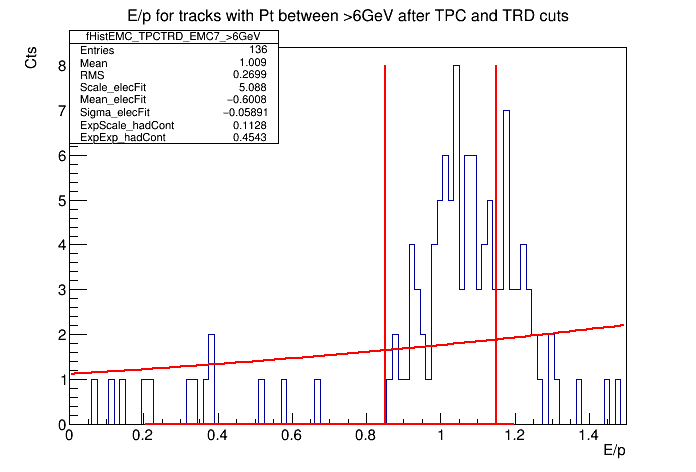 E/p for tracks with Pt between >6GeV after TPC and TRD cuts
fHistEMC_TPCTRD_EMC7_>6GeV
Entries 136
Mean 1.009
RMS 0.2699
Scale_elecFit 5.088
Mean_elecFit −0.6008
Sigma_elecFit −0.05891
ExpScale_hadCont 0.1128
ExpExp_hadCont 0.4543
Cts
8
7
6
5
4
3
2
1
0
0 0.2 0.4 0.6 0.8 1 1.2 1.4
E/p